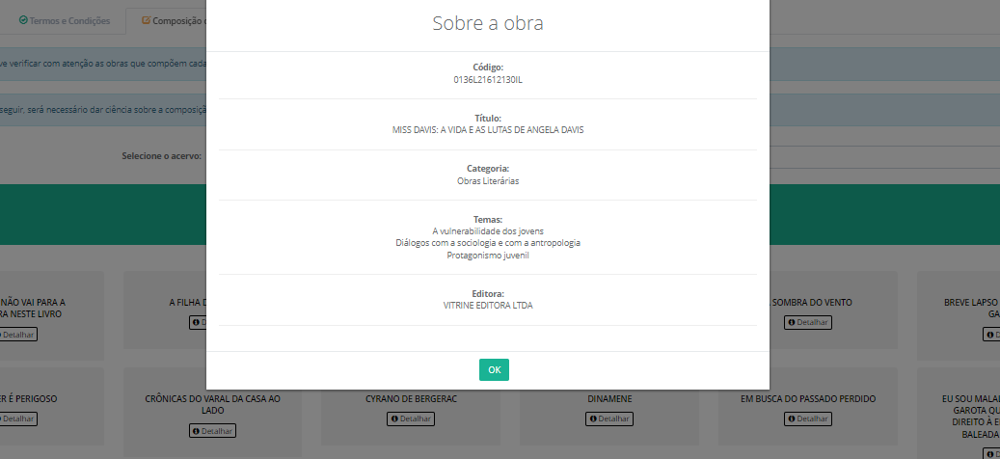 Termos e Condições
Composição
Sobre a obra
ve verificar com atenção as obras que compõem cada
seguir, será necessário dar ciência sobre a composiçã
Selecione o acervo:
Código:
0136L21612130IL
Título:
MISS DAVIS: A VIDA E AS LUTAS DE ANGELA DAVIS
Categoria:
Obras Literárias
Temas:
A vulnerabilidade dos jovens
Diálogos com a sociologia e com a antropologia
Protagonismo juvenil
Editora:
VITRINE EDITORA LTDA
OK
NÃO VAI PARA A
RA NESTE LIVRO
Detalhar
A FILHA D
SOMBRA DO VENTO
Detalhar
BREVE LAPSO
GA
ER É PERIGOSO
Detalhar
CRÔNICAS DO VARAL DA CASA AO
LADO
Detalhar
CYRANO DE BERGERAC
Detalhar
DINAMENE
Detalhar
EM BUSCA DO PASSADO PERDIDO
Detalhar
EU SOU MALAL
GAROTA QU
DIREITO À E
BALEADA